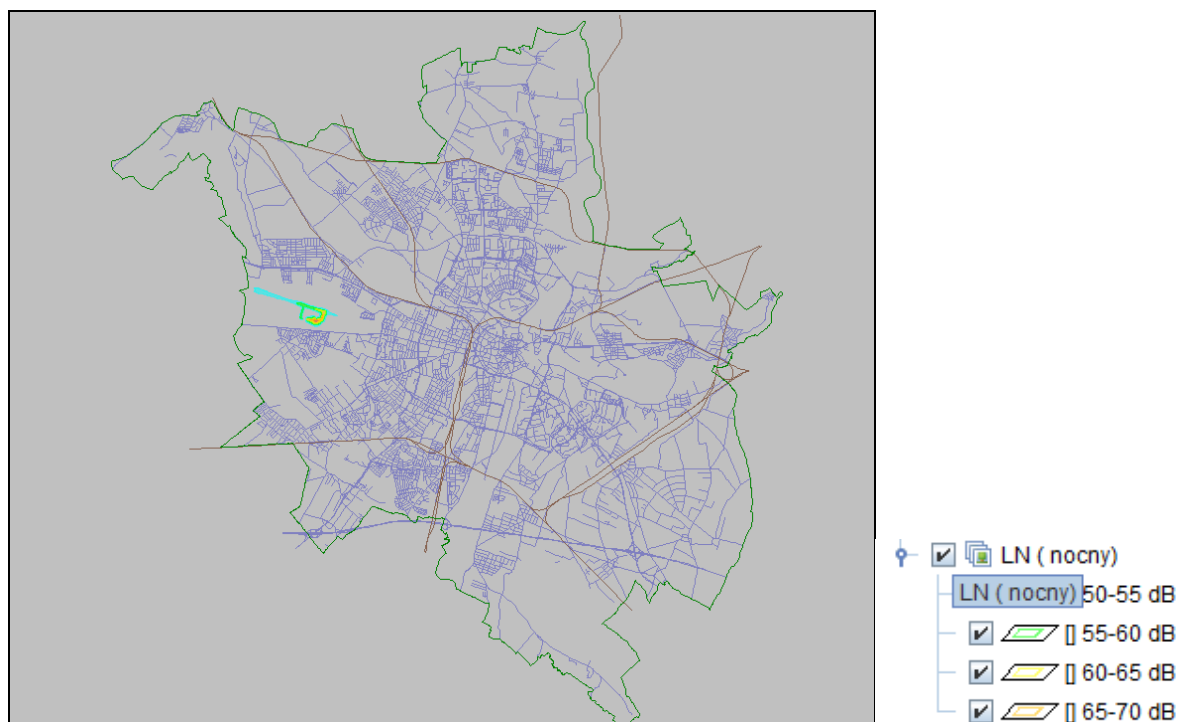 LN ( nocny)
LN ( nocny) 50-55 dB
[] 55-60 dB
[] 60-65 dB
[] 65-70 dB